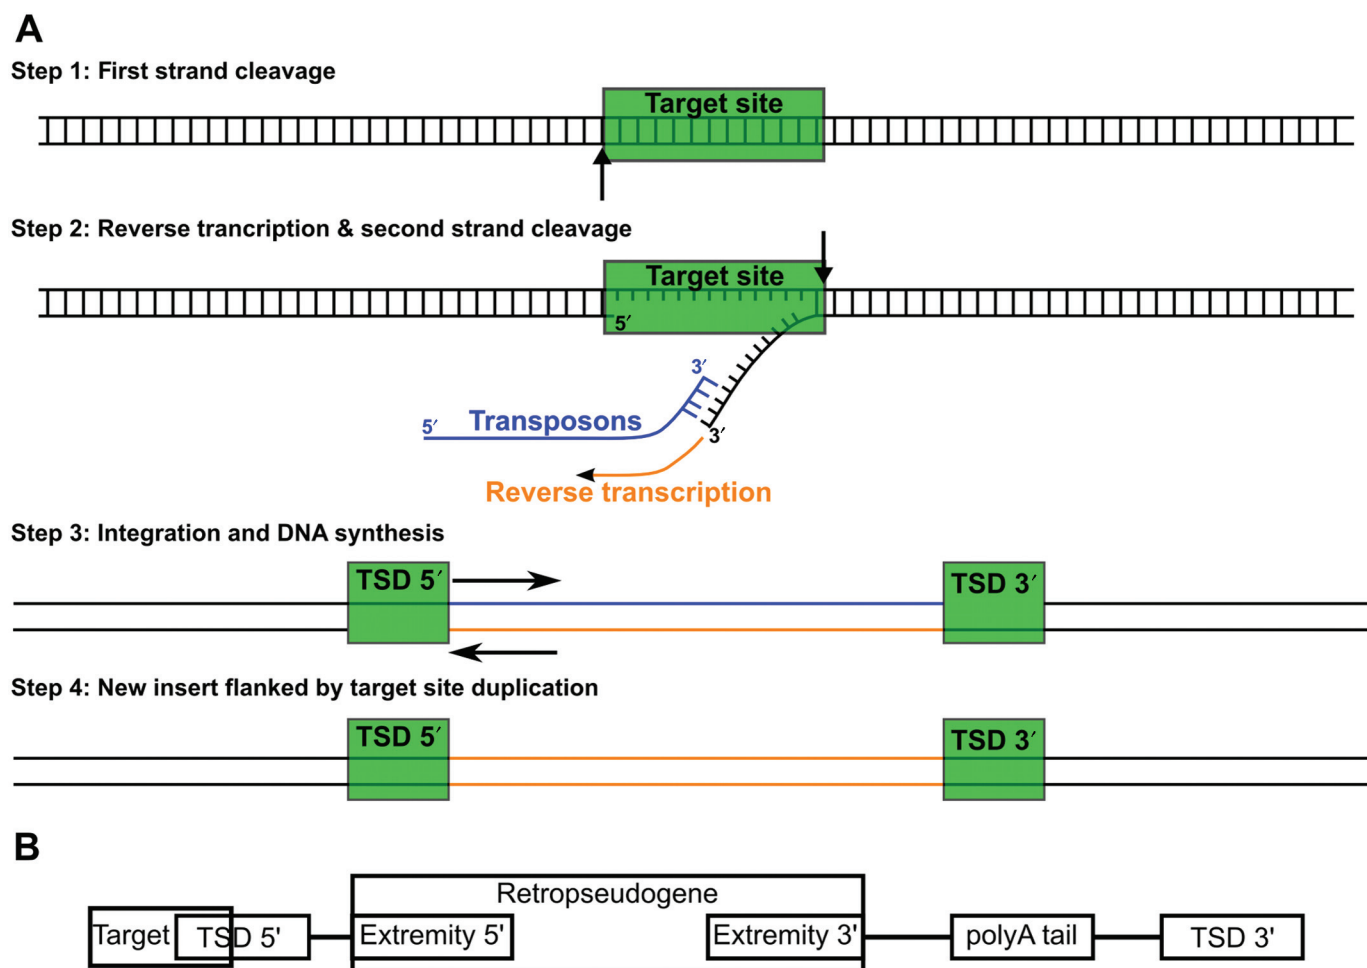 A
Step 1: First strand cleavage
Target site
Step 2: Reverse trancription & second strand cleavage
Target site
5′
3′
5′ Transposons
3′
Reverse transcription
Step 3: Integration and DNA synthesis
TSD 5′ TSD 3′
Step 4: New insert flanked by target site duplication
TSD 5′ TSD 3′
B
Retropseudogene
Target TSD 5' Extremity 5' Extremity 3' polyA tail TSD 3'